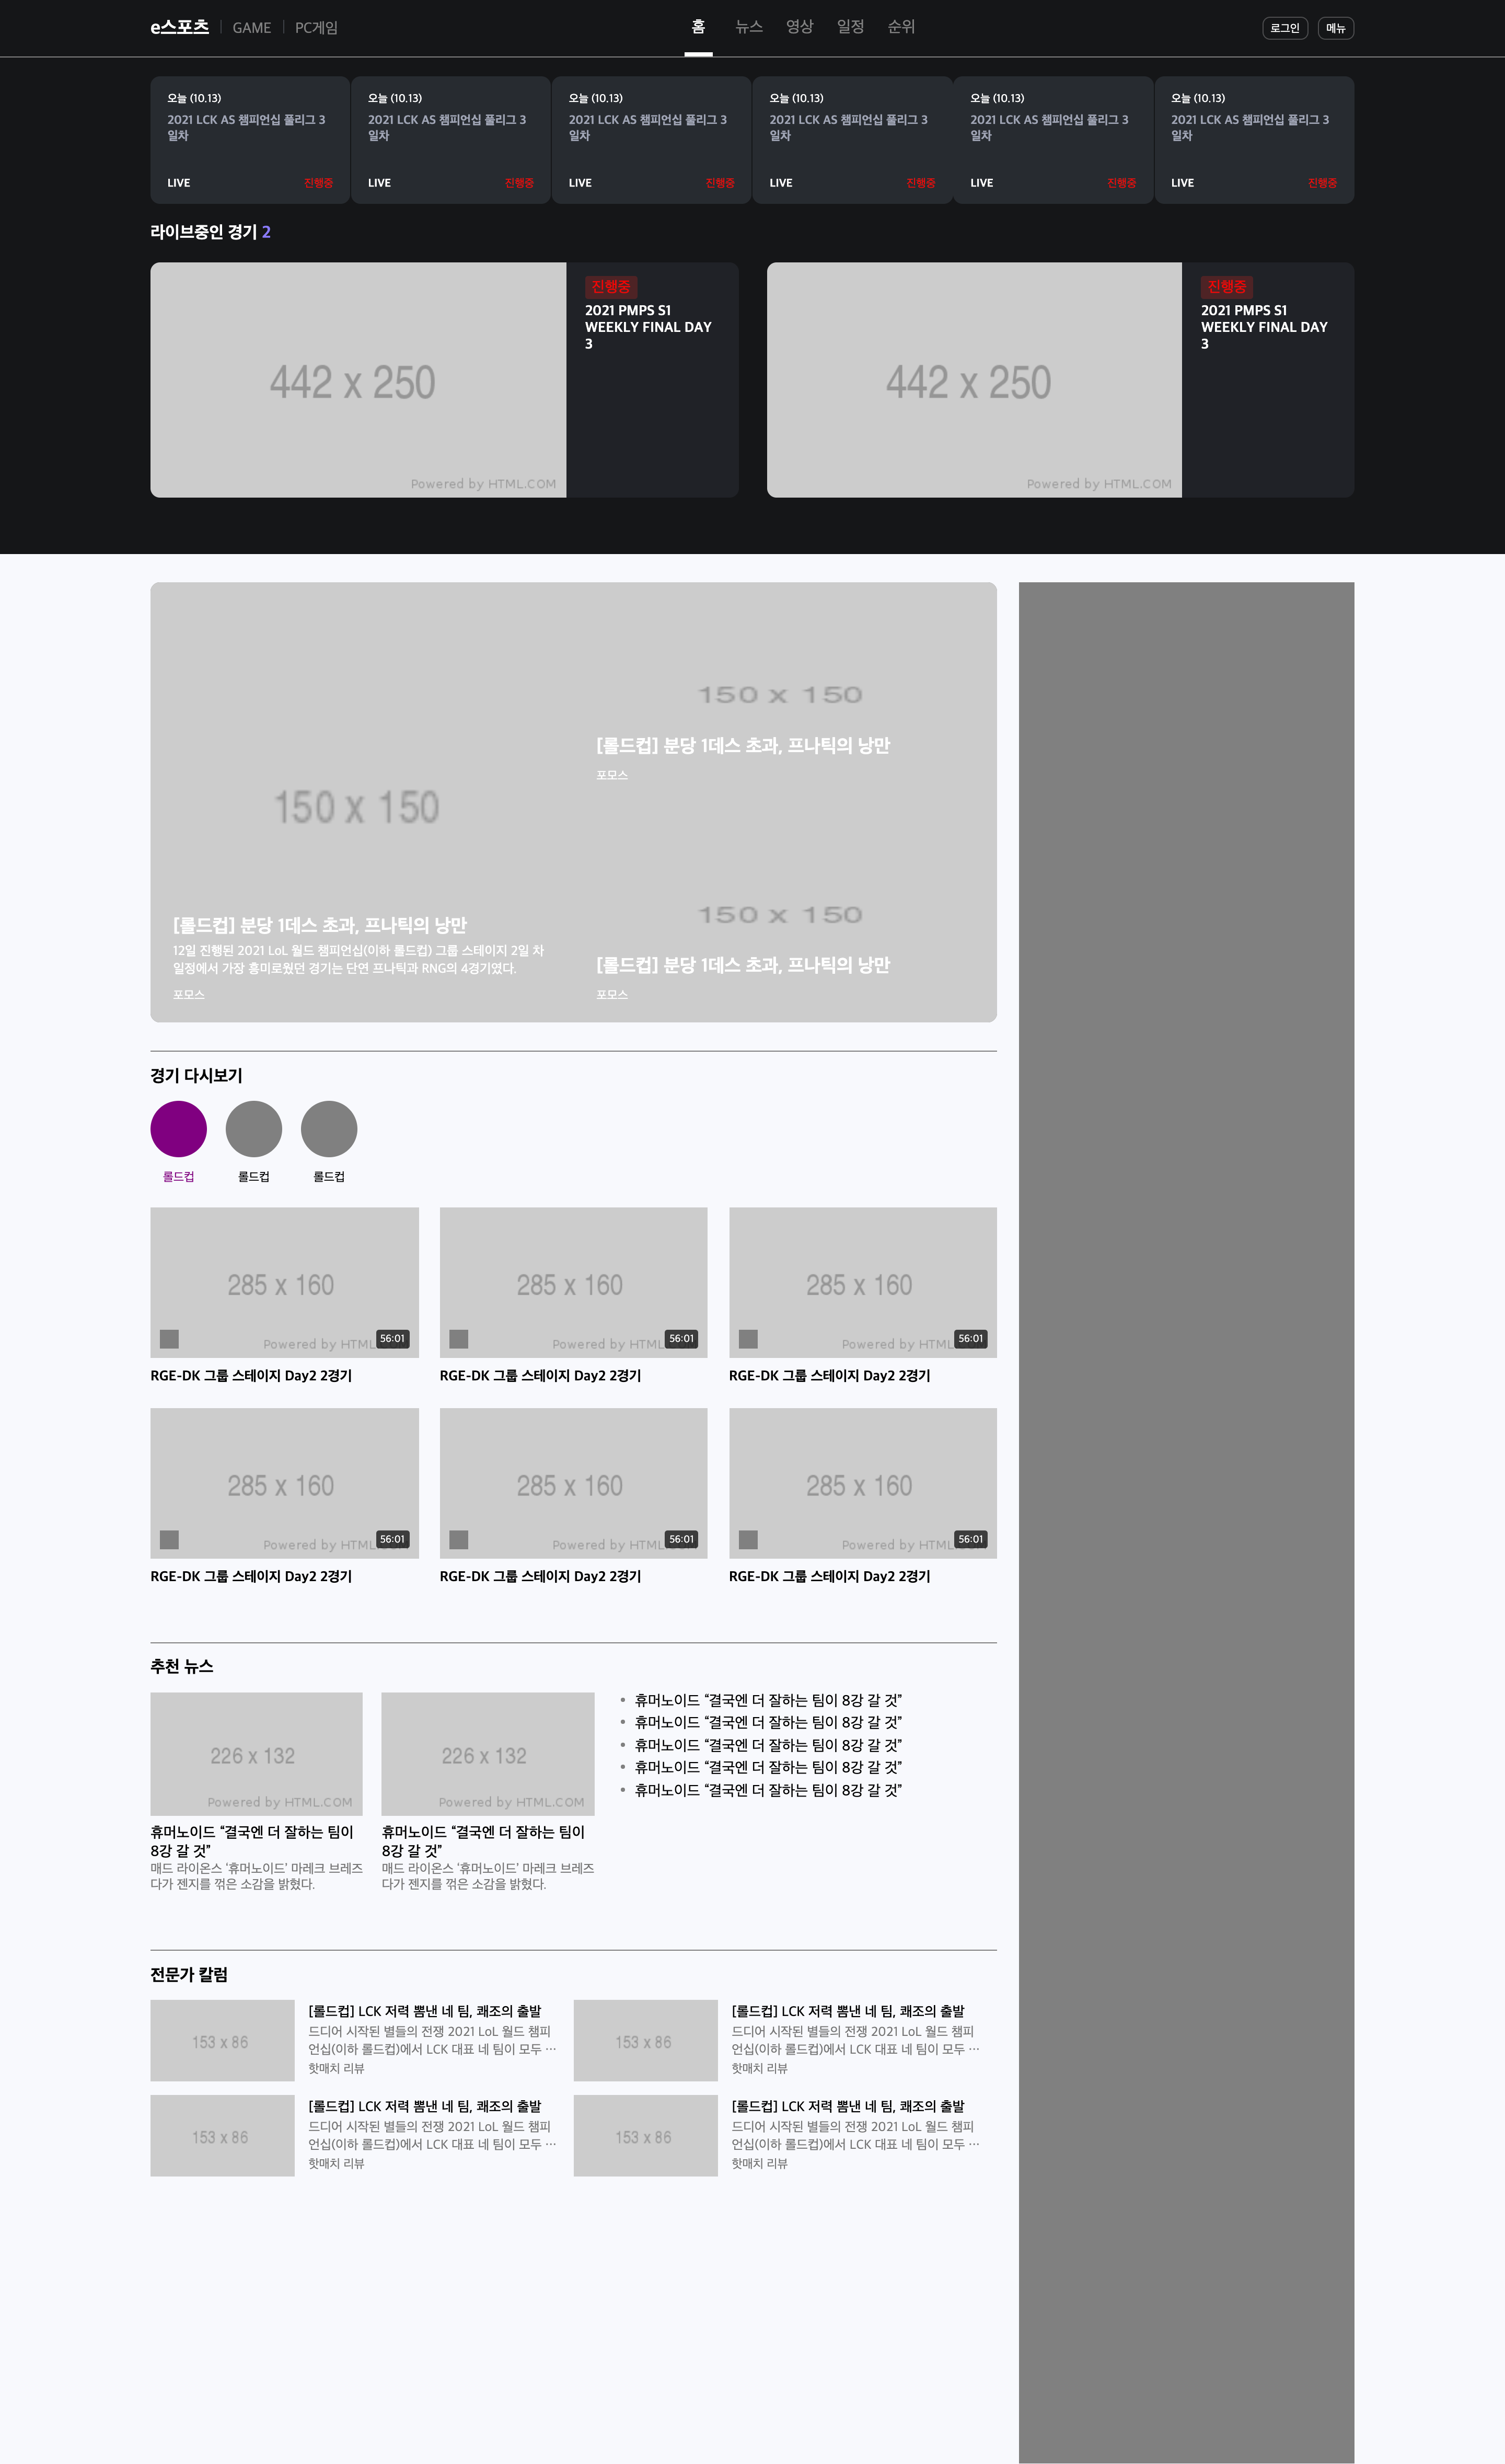 e스포츠 GAME PC게임
홈 뉴스 영상 일정 순위
로그인 메뉴
오늘 (10.13)
2021 LCK AS 챔피언십 풀리그 3
일차
LIVE 진행중
오늘 (10.13)
2021 LCK AS 챔피언십 풀리그 3
일차
LIVE 진행중
오늘 (10.13)
2021 LCK AS 챔피언십 풀리그 3
일차
LIVE 진행중
오늘 (10.13)
2021 LCK AS 챔피언십 풀리그 3
일차
LIVE 진행중
오늘 (10.13)
2021 LCK AS 챔피언십 풀리그 3
일차
LIVE 진행중
오늘 (10.13)
2021 LCK AS 챔피언십 풀리그 3
일차
LIVE 진행중
라이브중인 경기 2
442 x 250
Powered by HTML.COM
진행중
2021 PMPS S1
WEEKLY FINAL DAY
3
442 x 250
Powered by HTML.COM
진행중
2021 PMPS S1
WEEKLY FINAL DAY
3
150 x 150
[롤드컵] 분당 1데스 초과, 프나틱의 낭만
12일 진행된 2021 LoL 월드 챔피언십(이하 롤드컵) 그룹 스테이지 2일 차
일정에서 가장 흥미로웠던 경기는 단연 프나틱과 RNG의 4경기였다.
포모스
150 x 150
[롤드컵] 분당 1데스 초과, 프나틱의 낭만
포모스
150 x 150
[롤드컵] 분당 1데스 초과, 프나틱의 낭만
포모스
경기 다시보기
롤드컵 롤드컵 롤드컵
285 x 160
Powered by HTML
56:01
RGE-DK 그룹 스테이지 Day2 2경기
285 x 160
Powered by HTML
56:01
RGE-DK 그룹 스테이지 Day2 2경기
285 x 160
Powered by HTML
56:01
RGE-DK 그룹 스테이지 Day2 2경기
285 x 160
Powered by HTML
56:01
RGE-DK 그룹 스테이지 Day2 2경기
285 x 160
Powered by HTML
56:01
RGE-DK 그룹 스테이지 Day2 2경기
285 x 160
Powered by HTML
56:01
RGE-DK 그룹 스테이지 Day2 2경기
추천 뉴스
226 x 132
Powered by HTML.COM
휴머노이드 “결국엔 더 잘하는 팀이
8강 갈 것”
매드 라이온스 ‘휴머노이드’ 마레크 브레즈
다가 젠지를 꺾은 소감을 밝혔다.
226 x 132
Powered by HTML.COM
휴머노이드 “결국엔 더 잘하는 팀이
8강 갈 것”
매드 라이온스 ‘휴머노이드’ 마레크 브레즈
다가 젠지를 꺾은 소감을 밝혔다.
• 휴머노이드 “결국엔 더 잘하는 팀이 8강 갈 것”
• 휴머노이드 “결국엔 더 잘하는 팀이 8강 갈 것”
• 휴머노이드 “결국엔 더 잘하는 팀이 8강 갈 것”
• 휴머노이드 “결국엔 더 잘하는 팀이 8강 갈 것”
• 휴머노이드 “결국엔 더 잘하는 팀이 8강 갈 것”
전문가 칼럼
153 x 86
[롤드컵] LCK 저력 뽐낸 네 팀, 쾌조의 출발
드디어 시작된 별들의 전쟁 2021 LoL 월드 챔피
언십(이하 롤드컵)에서 LCK 대표 네 팀이 모두 …
핫매치 리뷰
153 x 86
[롤드컵] LCK 저력 뽐낸 네 팀, 쾌조의 출발
드디어 시작된 별들의 전쟁 2021 LoL 월드 챔피
언십(이하 롤드컵)에서 LCK 대표 네 팀이 모두 …
핫매치 리뷰
153 x 86
[롤드컵] LCK 저력 뽐낸 네 팀, 쾌조의 출발
드디어 시작된 별들의 전쟁 2021 LoL 월드 챔피
언십(이하 롤드컵)에서 LCK 대표 네 팀이 모두 …
핫매치 리뷰
153 x 86
[롤드컵] LCK 저력 뽐낸 네 팀, 쾌조의 출발
드디어 시작된 별들의 전쟁 2021 LoL 월드 챔피
언십(이하 롤드컵)에서 LCK 대표 네 팀이 모두 …
핫매치 리뷰